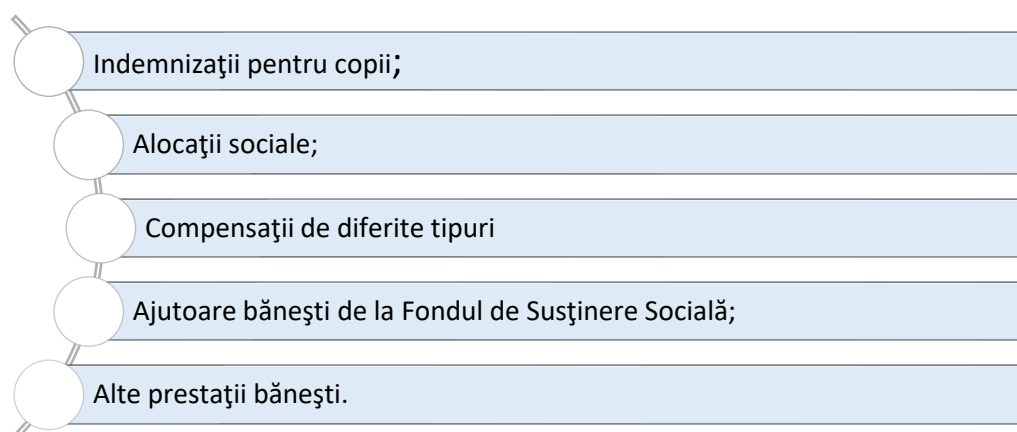 Indemnizaţii pentru copii;
Alocaţii sociale;
Compensaţii de diferite tipuri
Ajutoare băneşti de la Fondul de Susţinere Socială;
Alte prestaţii băneşti.